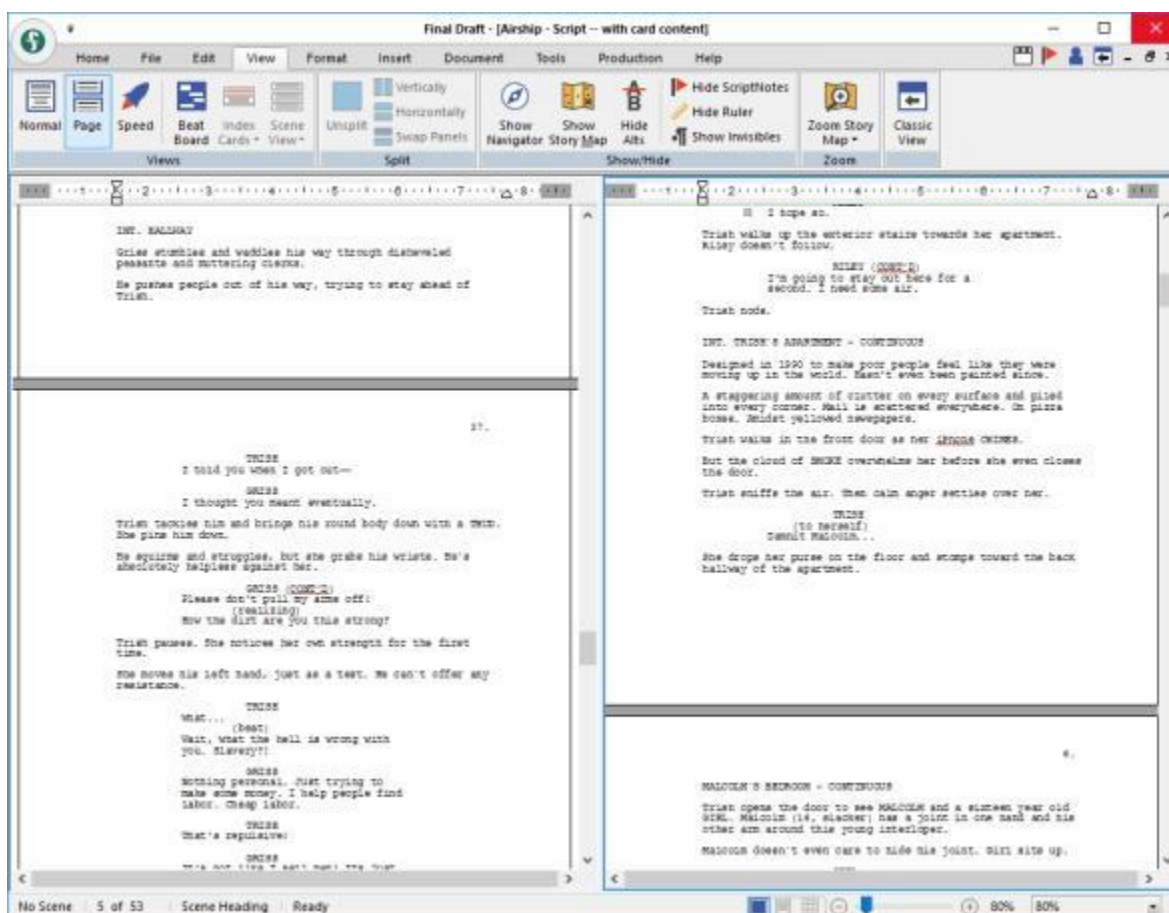 Final Draft - [Airship - Script -- with card content]
Home File Edit View Format Insert Document Tools Production Help
Normal Page Speed Beat Board Index Cards Scene View
Views
Unsplit Vertically Horizontally Swap Panels
Split
Show Navigator Show Story Map Hide Alts Hide ScriptNotes Hide Ruler Show Invisibles
Show/Hide
Zoom Story Map
Zoom
Classic View
INT. HALLWAY
Griss stumbles and waddles his way through disheveled
peasants and muttering clerks.
He pushes people out of his way, trying to stay ahead of
Trish.
37.
TRISH
I told you when I got out—
GRISS
I thought you meant eventually.
Trish tackles him and brings his round body down with a THUD.
She pins him down.
He squirms and struggles, but she grabs his wrists. He's
absolutely helpless against her.
GRISS (CONT'D)
Please don't pull my arms off!
(realizing)
How the dirt are you this strong?
Trish pauses. She notices her own strength for the first
time.
She moves his left hand, just as a test. He can't offer any
resistance.
TRISH
What...
(beat)
Wait, what the hell is wrong with
you. Slavery?!
GRISS
Nothing personal. Just trying to
make some money. I help people find
labor. Cheap labor.
TRISH
That's repulsive!
GRISS
I hope so.
Trish walks up the exterior stairs towards her apartment.
Riley doesn't follow.
RILEY (CONT'D)
I'm going to stay out here for a
second. I need some air.
Trish nods.
INT. TRISH'S APARTMENT - CONTINUOUS
Designed in 1990 to make poor people feel like they were
moving up in the world. Hasn't even been painted since.
A staggering amount of clutter on every surface and piled
into every corner. Mail is scattered everywhere. On pizza
boxes. Amidst yellowed newspapers.
Trish walks in the front door as her iPhone CHIMES.
But the cloud of SMOKE overwhelms her before she even closes
the door.
Trish sniffs the air. Then calm anger settles over her.
TRISH
(to herself)
Damnit Malcolm...
She drops her purse on the floor and stomps toward the back
hallway of the apartment.
6.
MALCOLM'S BEDROOM - CONTINUOUS
Trish opens the door to see MALCOLM and a sixteen year old
GIRL. Malcolm (16, slacker) has a joint in one hand and his
other arm around this young interloper.
Malcolm doesn't even care to hide his joint. Girl sits up.
No Scene 5 of 53 Scene Heading Ready 80% 80%